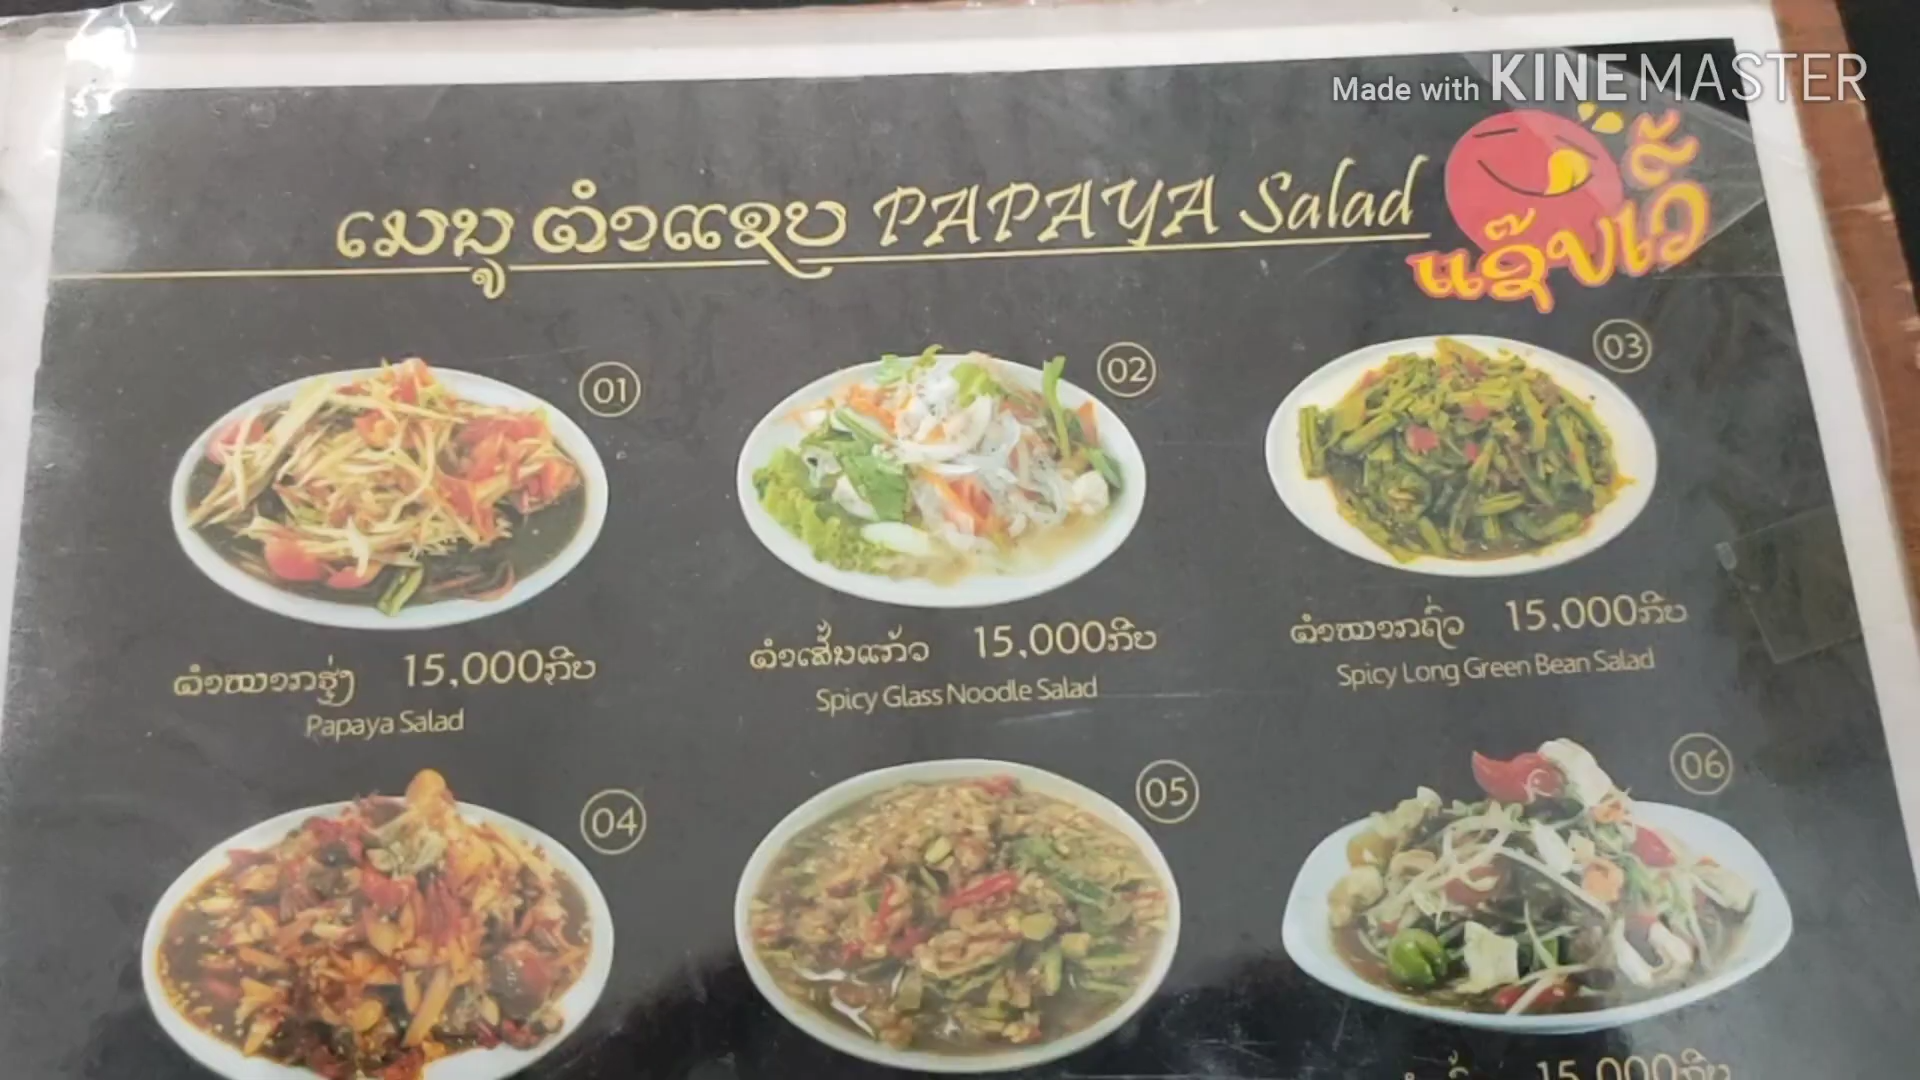 Made with KINEMASTER
ເມນູ ຕຳແຊບ PAPAYA Salad
ແຊ໊ບເວີ້
01
02
03
ຕຳໝາກຮຸ່ງ 15,000ກີບ
Papaya Salad
ຕຳເສັ້ນແກ້ວ 15,000ກີບ
Spicy Glass Noodle Salad
ຕຳໝາກຖົ່ວ 15,000ກີບ
Spicy Long Green Bean Salad
04
05
06
15,000ກີບ